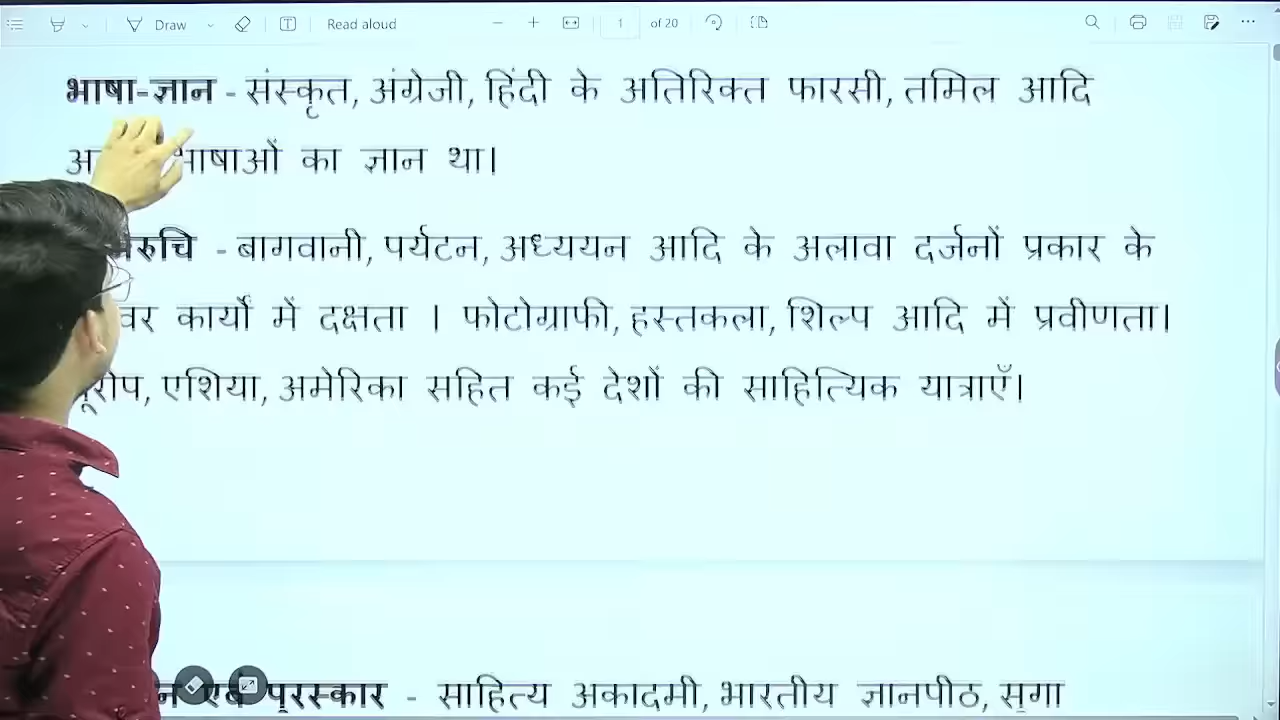 Draw
Read aloud
1 of 20
भाषा-ज्ञान - संस्कृत, अंग्रेजी, हिंदी के अतिरिक्त फारसी, तमिल आदि
भाषाओं का ज्ञान था।
- बागवानी, पर्यटन, अध्ययन आदि के अलावा दर्जनों प्रकार के
कार्यों में दक्षता । फोटोग्राफी, हस्तकला, शिल्प आदि में प्रवीणता।
एशिया, अमेरिका सहित कई देशों की साहित्यिक यात्राएँ।
एवं पुरस्कार - साहित्य अकादमी, भारतीय ज्ञानपीठ,